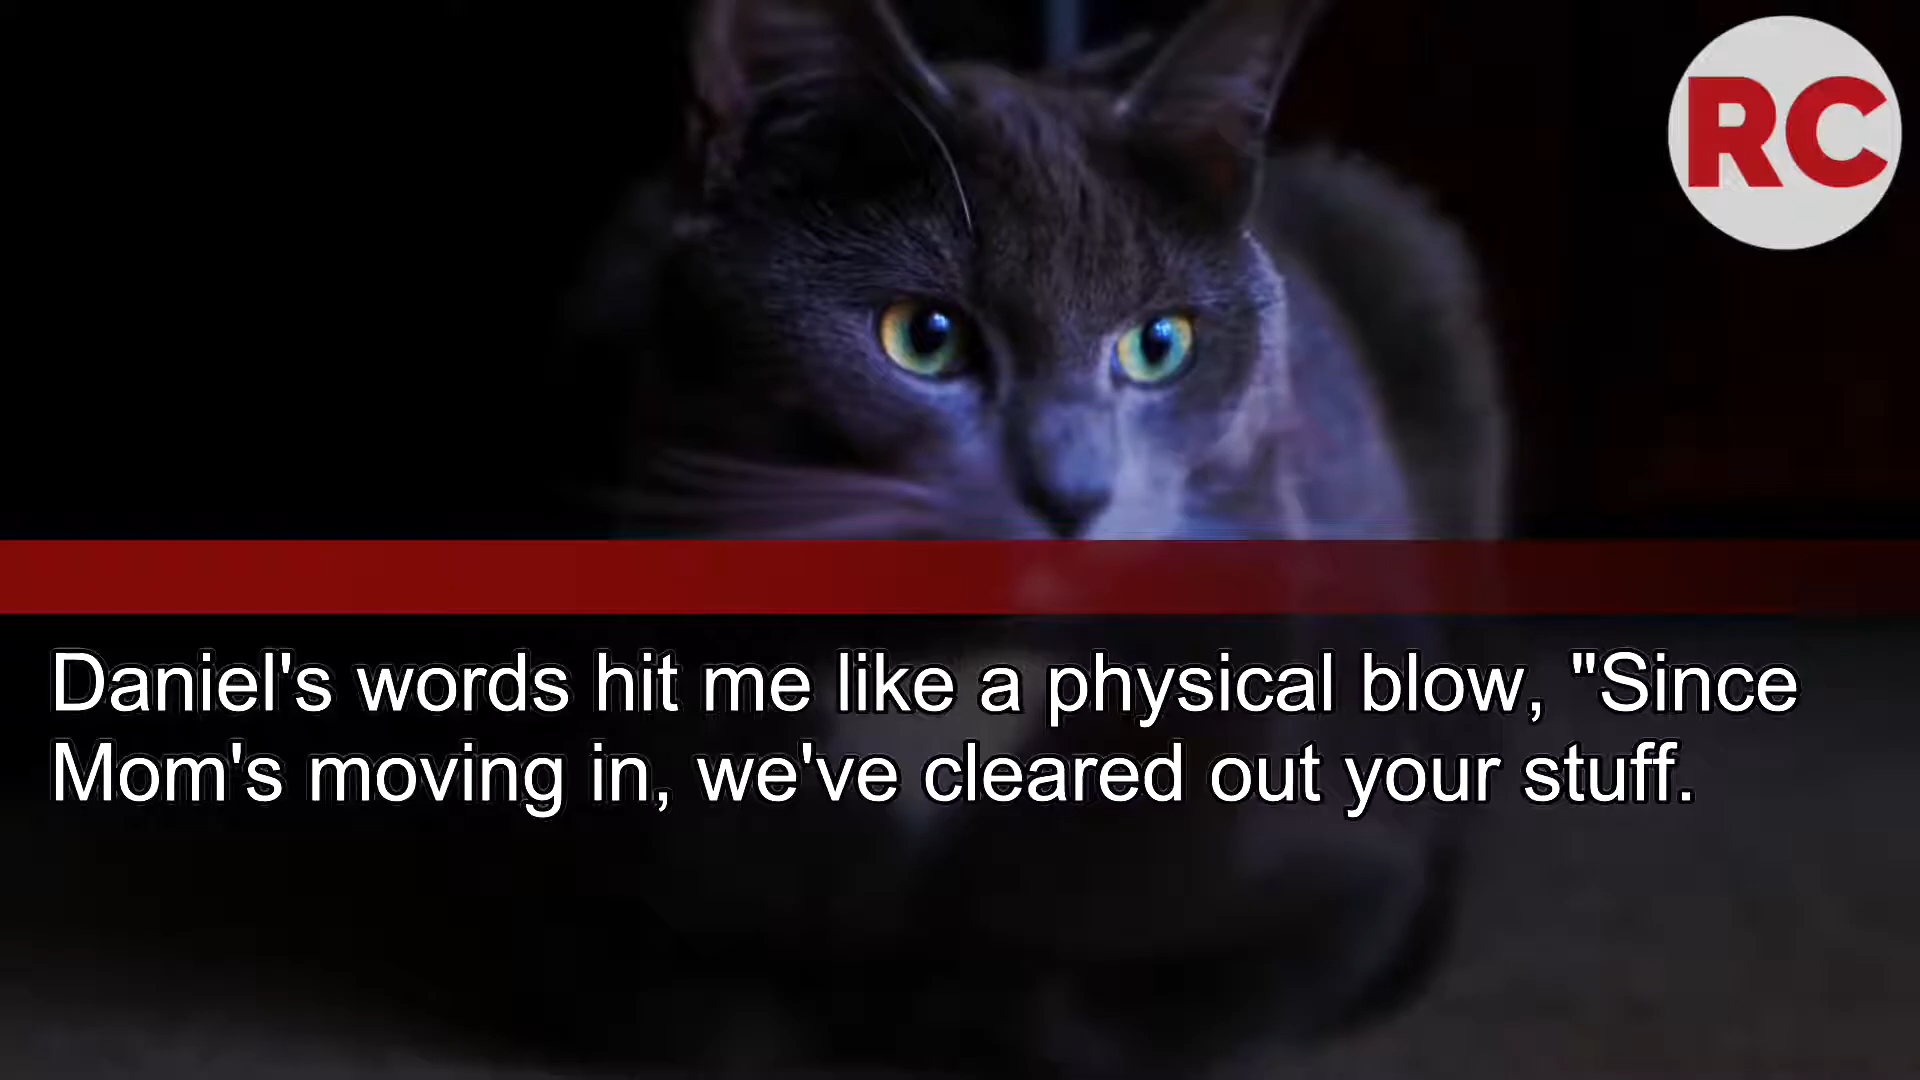 RC
Daniel's words hit me like a physical blow, "Since
Mom's moving in, we've cleared out your stuff.